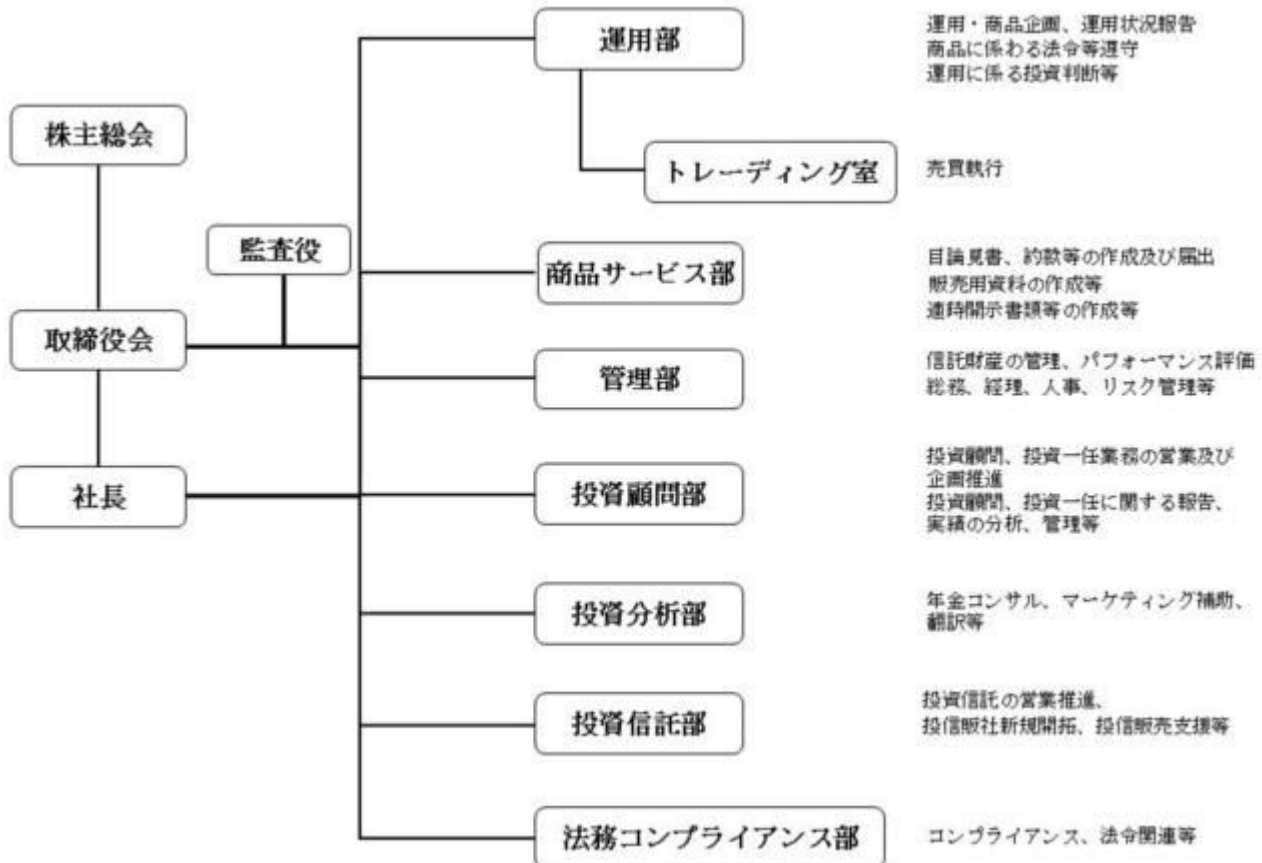 運用部
運用・商品企画、運用状況報告
商品に係わる法令等遵守
運用に係る投資判断等
株主総会
トレーディング室
売買執行
監査役
商品サービス部
目論見書、約款等の作成及び届出
販売用資料の作成等
適時開示書類等の作成等
取締役会
管理部
信託財産の管理、パフォーマンス評価
総務、経理、人事、リスク管理等
社長
投資顧問部
投資顧問、投資一任業務の営業及び
企画推進
投資顧問、投資一任に関する報告、
実績の分析、管理等
投資分析部
年金コンサル、マーケティング補助、
翻訳等
投資信託部
投資信託の営業推進、
投信販社新規開拓、投信販売支援等
法務コンプライアンス部
コンプライアンス、法令関連等